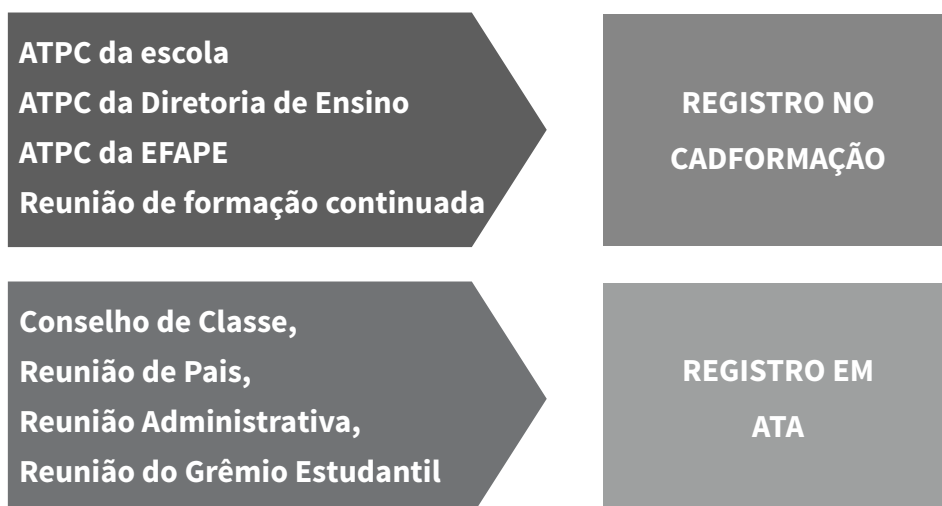 ATPC da escola
ATPC da Diretoria de Ensino
ATPC da EFAPE
Reunião de formação continuada
REGISTRO NO
CADFORMAÇÃO
Conselho de Classe,
Reunião de Pais,
Reunião Administrativa,
Reunião do Grêmio Estudantil
REGISTRO EM
ATA